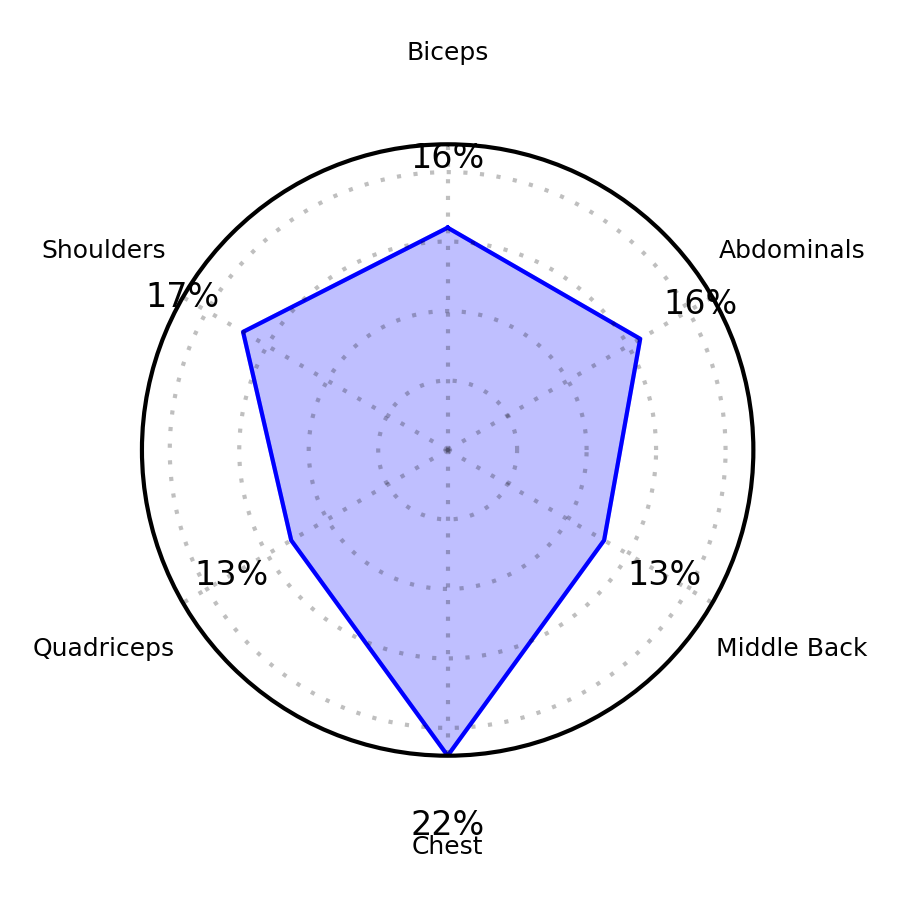 Biceps
16%
Shoulders
Abdominals
17%
16%
13%
13%
Quadriceps
Middle Back
22%
Chest